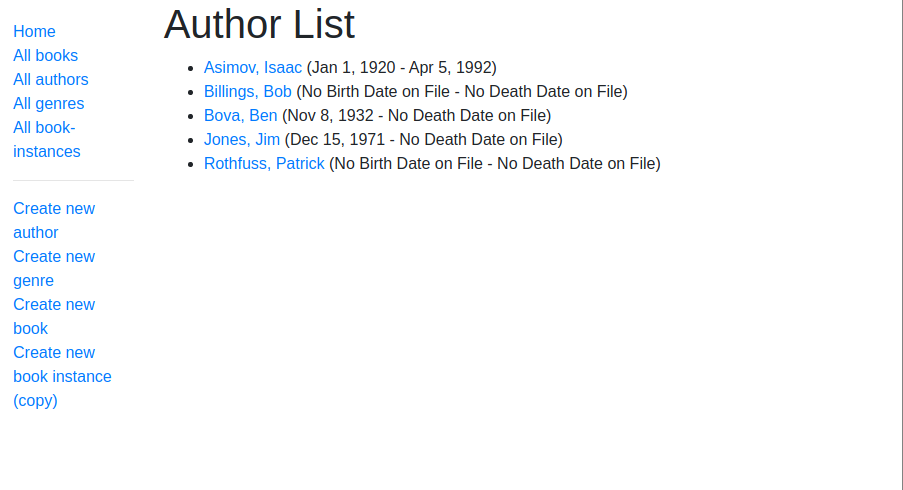 Home
All books
All authors
All genres
All book-
instances
Create new
author
Create new
genre
Create new
book
Create new
book instance
(copy)
Author List
Asimov, Isaac (Jan 1, 1920 - Apr 5, 1992)
Billings, Bob (No Birth Date on File - No Death Date on File)
Bova, Ben (Nov 8, 1932 - No Death Date on File)
Jones, Jim (Dec 15, 1971 - No Death Date on File)
Rothfuss, Patrick (No Birth Date on File - No Death Date on File)